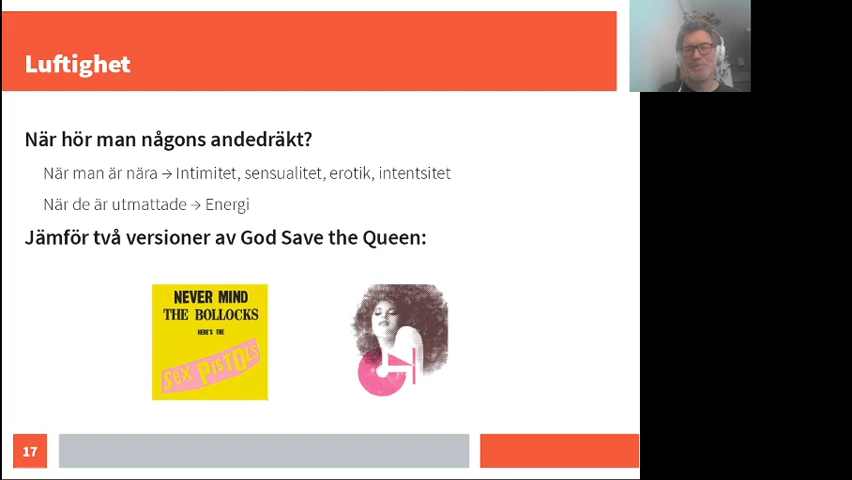 Luftighet
När hör man någons andedräkt?
När man är nära → Intimitet, sensualitet, erotik, intentsitet
När de är utmattade → Energi
Jämför två versioner av God Save the Queen:
NEVER MIND
THE BOLLOCKS
HERE'S THE
SEX PISTOLS
17